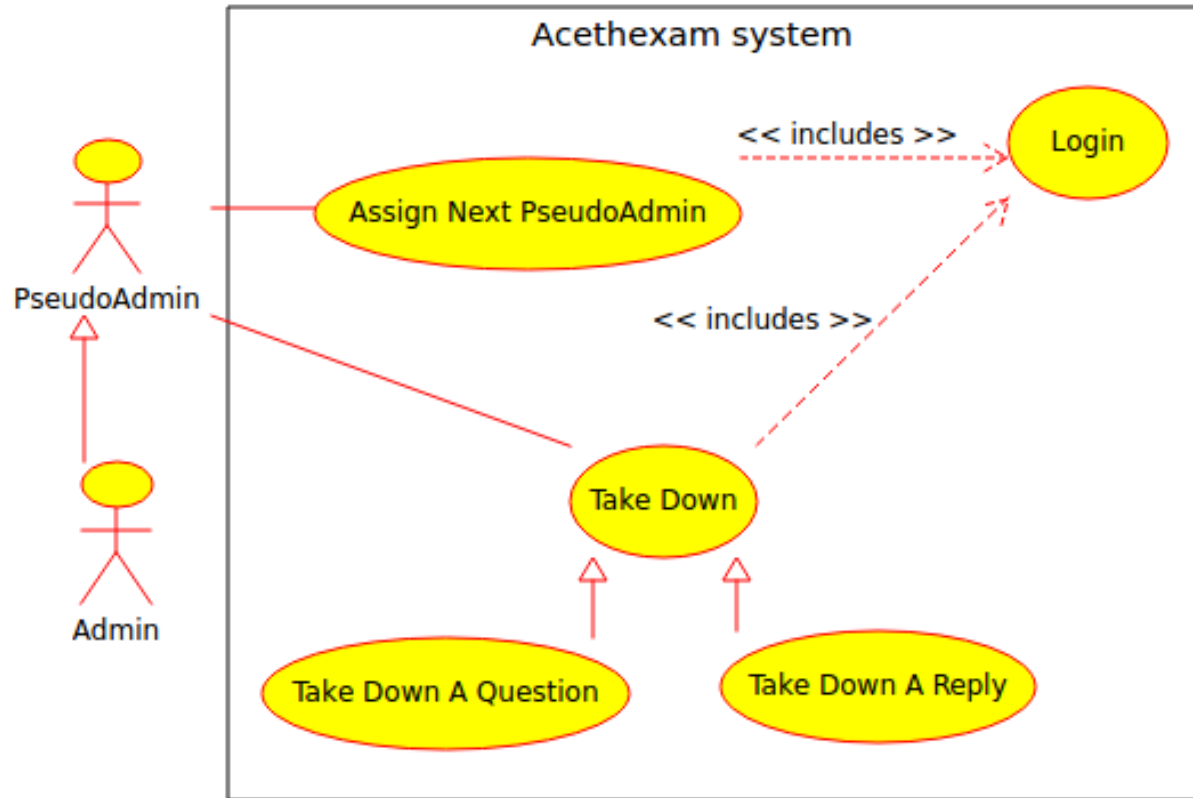 Acethexam system
<< includes >>
Login
Assign Next PseudoAdmin
PseudoAdmin
<< includes >>
Take Down
Admin
Take Down A Question
Take Down A Reply